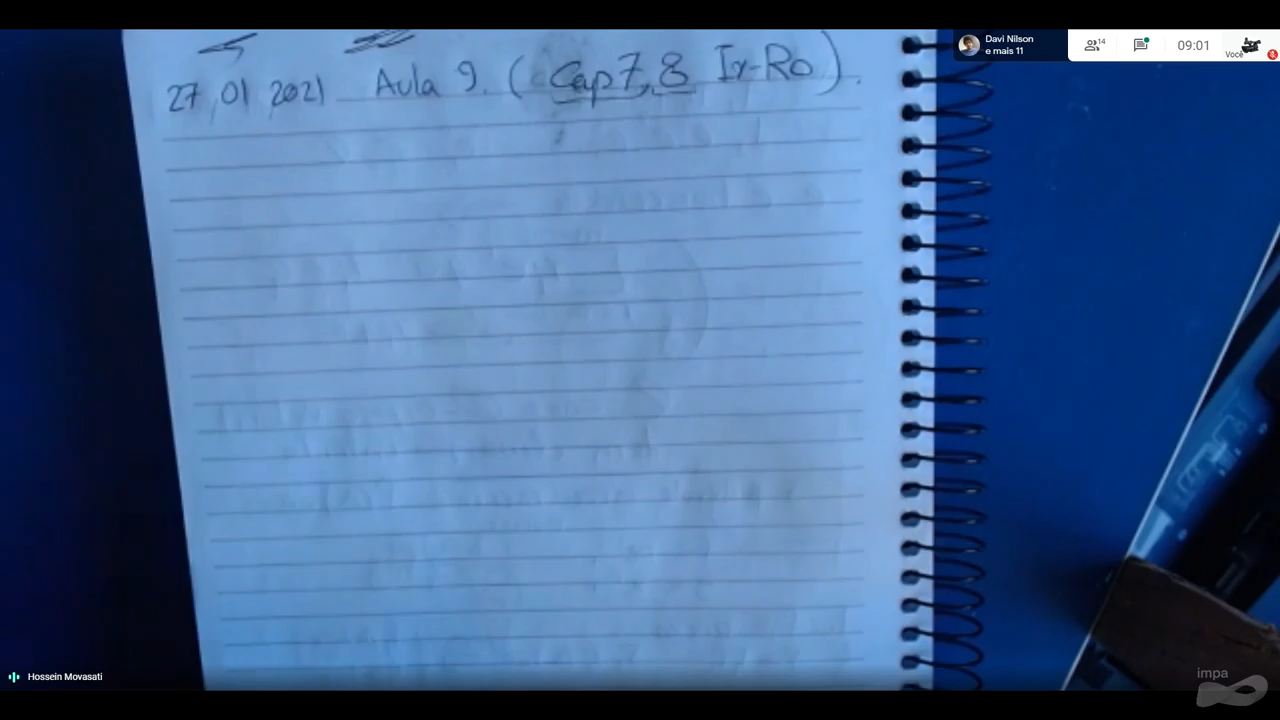 27,01,2021 Aula 9. (Cap 7, 8 Ir-Ro).
Davi Nilson
e mais 11
14
09:01
Você
Hossein Movasati
impa